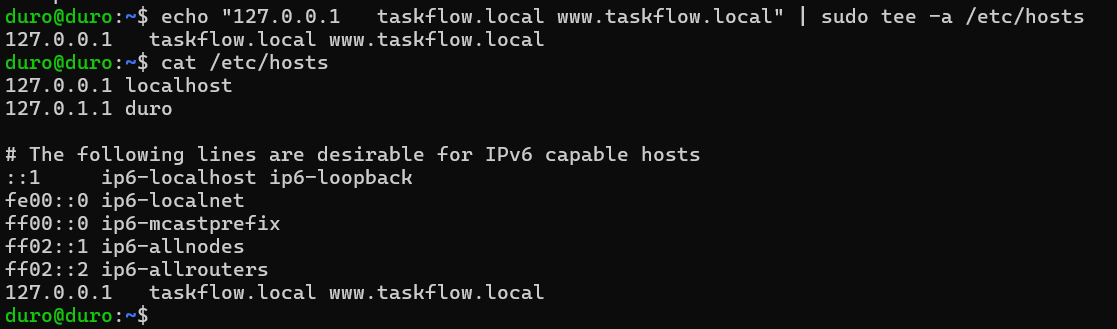 duro@duro:~$ echo "127.0.0.1   taskflow.local www.taskflow.local" | sudo tee -a /etc/hosts
127.0.0.1   taskflow.local www.taskflow.local
duro@duro:~$ cat /etc/hosts
127.0.0.1 localhost
127.0.1.1 duro

# The following lines are desirable for IPv6 capable hosts
::1     ip6-localhost ip6-loopback
fe00::0 ip6-localnet
ff00::0 ip6-mcastprefix
ff02::1 ip6-allnodes
ff02::2 ip6-allrouters
127.0.0.1   taskflow.local www.taskflow.local
duro@duro:~$